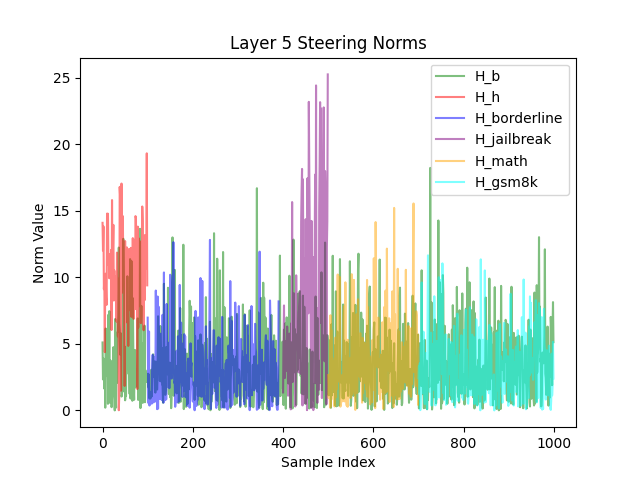 Layer 5 Steering Norms
Norm Value
25
20
15
10
5
0
H_b
H_h
H_borderline
H_jailbreak
H_math
H_gsm8k
0 200 400 600 800 1000
Sample Index